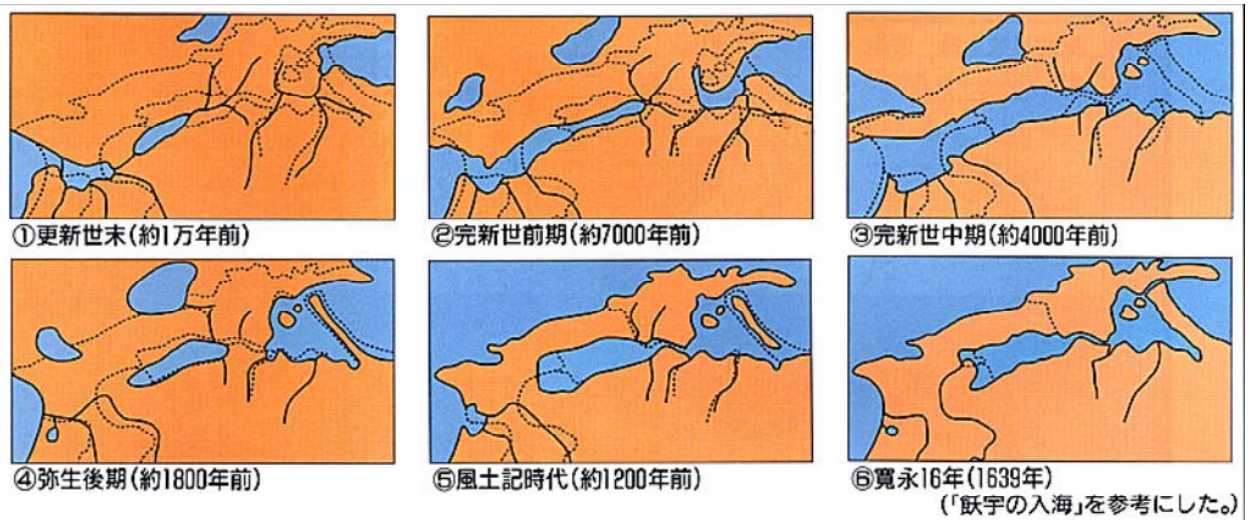 ①更新世末(約1万年前)
②完新世前期(約7000年前)
③完新世中期(約4000年前)
④弥生後期(約1800年前)
⑤風土記時代(約1200年前)
⑥寛永16年(1639年)
(「飫宇の入海」を参考にした。)